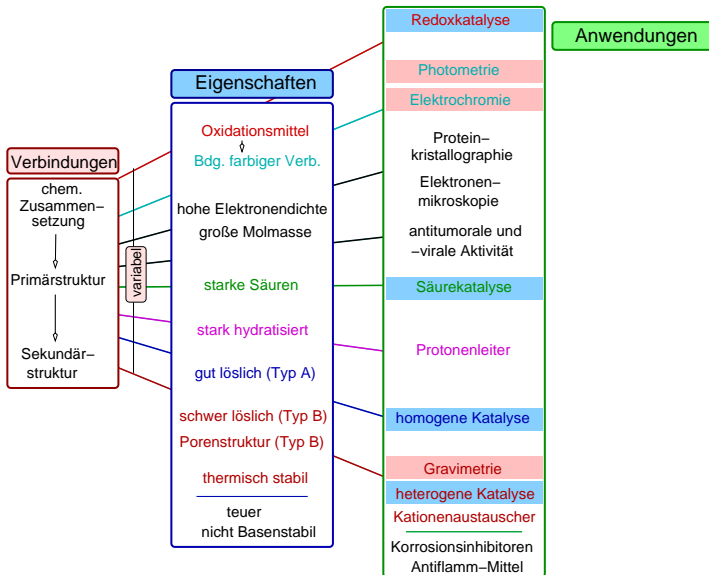 Verbindungen
chem.
Zusammen–
setzung
Primärstruktur
Sekundär–
struktur
variabel
Eigenschaften
Oxidationsmittel
Bdg. farbiger Verb.
hohe Elektronendichte
große Molmasse
starke Säuren
stark hydratisiert
gut löslich (Typ A)
schwer löslich (Typ B)
Porenstruktur (Typ B)
thermisch stabil
teuer
nicht Basenstabil
Anwendungen
Redoxkatalyse
Photometrie
Elektrochromie
Protein–
kristallographie
Elektronen–
mikroskopie
antitumorale und
–virale Aktivität
Säurekatalyse
Protonenleiter
homogene Katalyse
Gravimetrie
heterogene Katalyse
Kationenaustauscher
Korrosionsinhibitoren
Antiflamm–Mittel